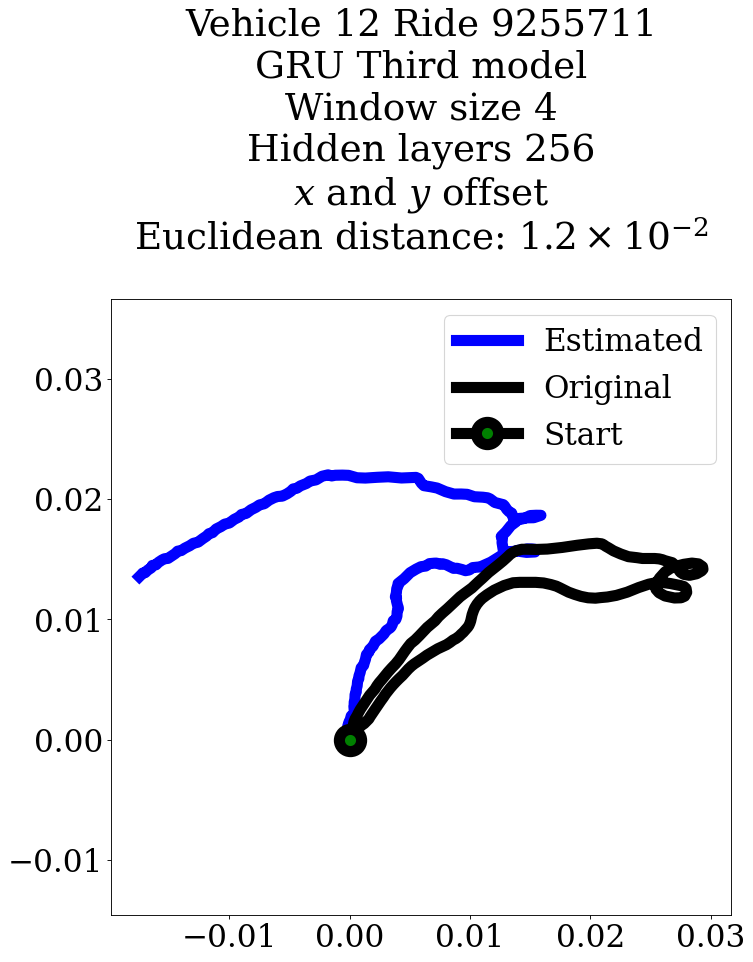 Vehicle 12 Ride 9255711
GRU Third model
Window size 4
Hidden layers 256
x and y offset
Euclidean distance: 1.2 × 10⁻²
Estimated
Original
Start
0.03
0.02
0.01
0.00
−0.01
−0.01 0.00 0.01 0.02 0.03